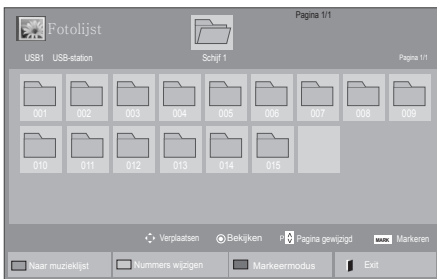 Pagina 1/1
Fotolijst
USB1 USB-station Schijf 1 Pagina 1/1
001 002 003 004 005 006 007 008 009
010 011 012 013 014 015
Verplaatsen Bekijken P Pagina gewijzigd MARK Markeren
Naar muzieklijst Nummers wijzigen Markeermodus Exit